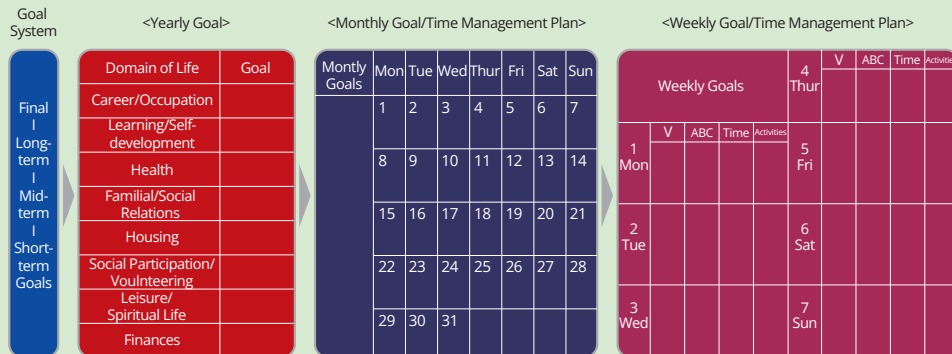 Goal
System
<Yearly Goal>
<Monthly Goal/Time Management Plan>
<Weekly Goal/Time Management Plan>
Final
I
Long-
term
I
Mid-
term
I
Short-
term
Goals
Domain of Life Goal
Career/Occupation
Learning/Self-
development
Health
Familial/Social
Relations
Housing
Social Participation/
Voulnteering
Leisure/
Spiritual Life
Finances
Montly
Goals
Mon Tue Wed Thur Fri Sat Sun
1 2 3 4 5 6 7
8 9 10 11 12 13 14
15 16 17 18 19 20 21
22 23 24 25 26 27 28
29 30 31
Weekly Goals
V ABC Time Activities
1
Mon
2
Tue
3
Wed
V ABC Time Activities
4
Thur
5
Fri
6
Sat
7
Sun